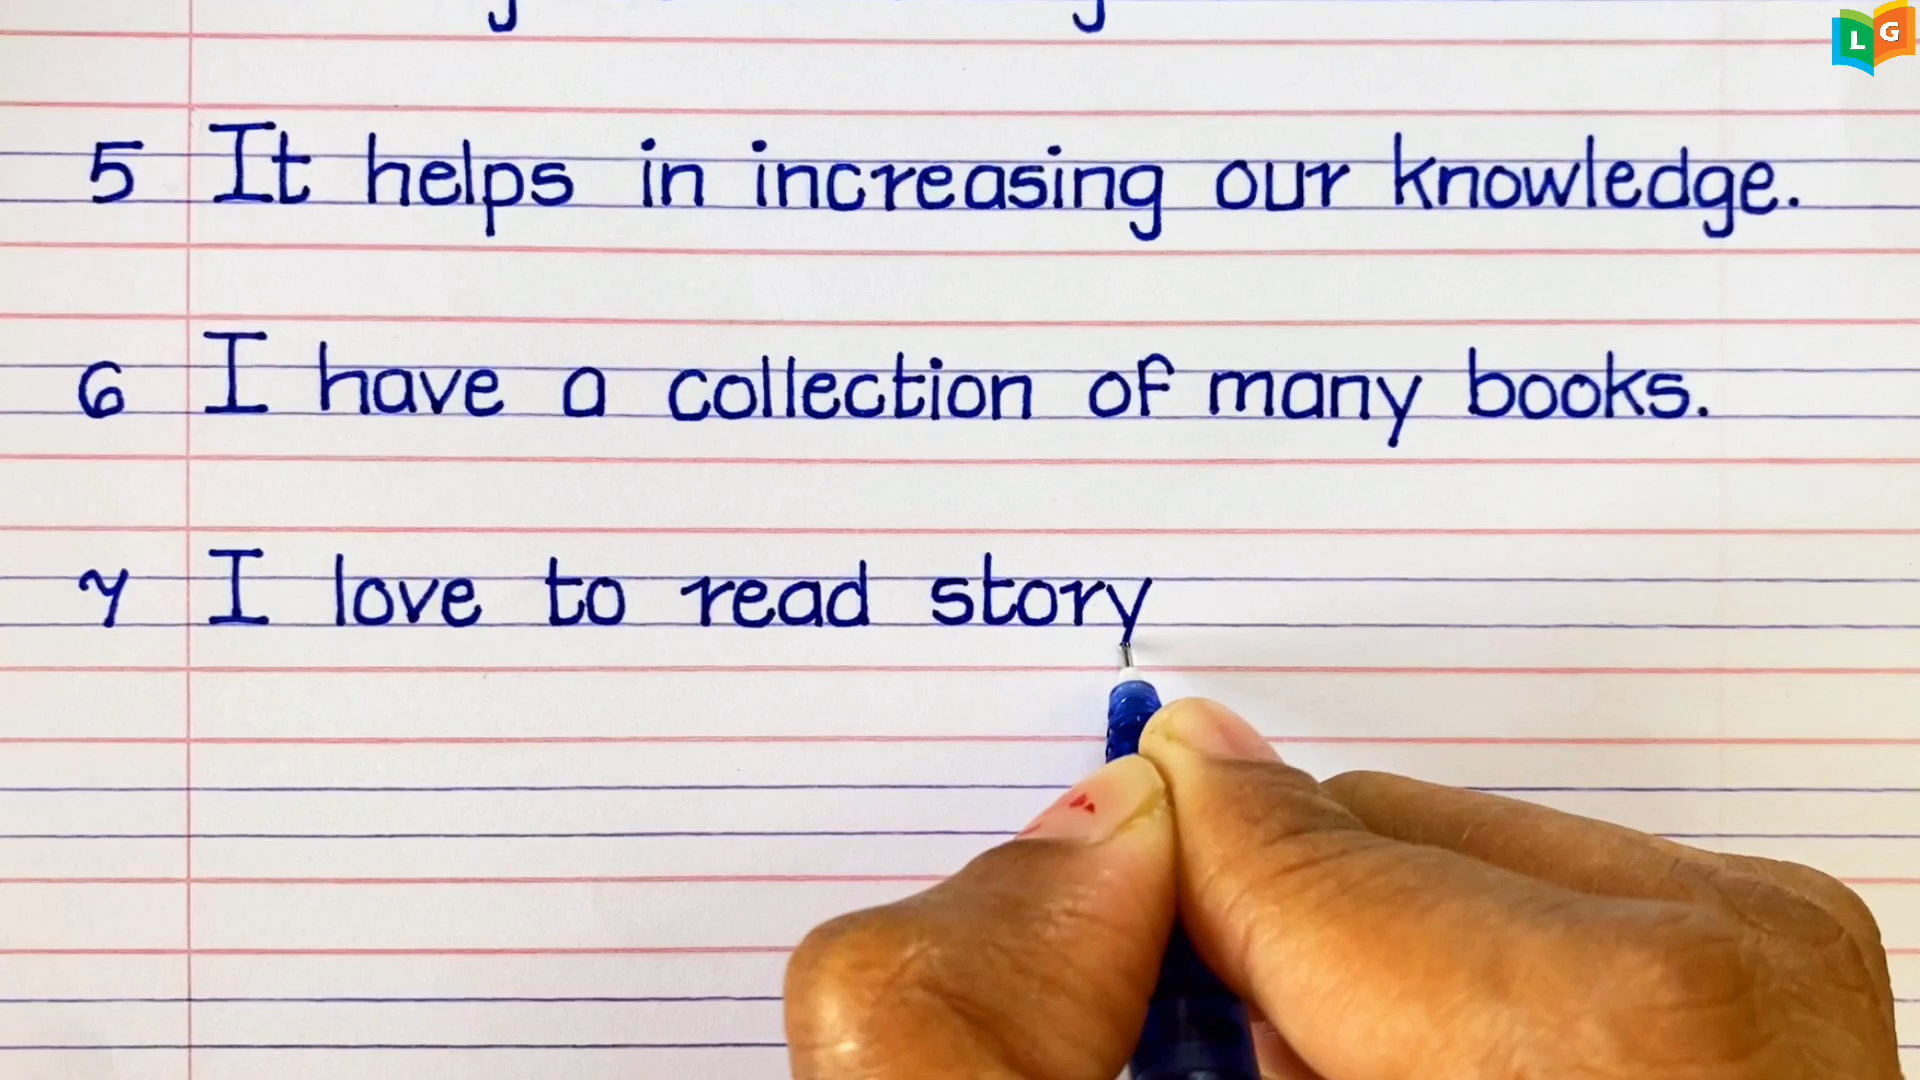 L G
5 It helps in increasing our knowledge.
6 I have a collection of many books.
7 I love to read story